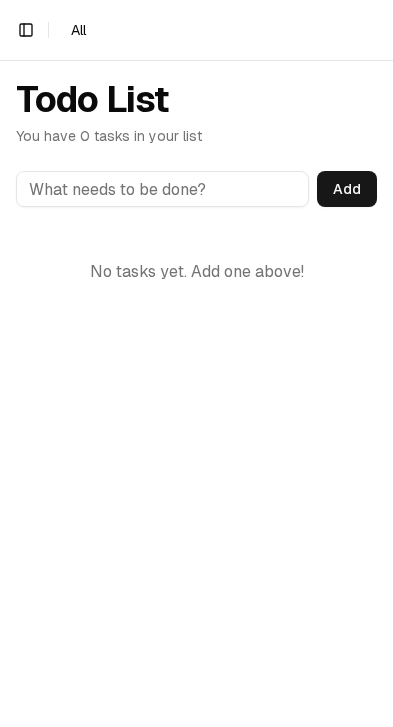 All
Todo List
You have 0 tasks in your list
What needs to be done?
Add
No tasks yet. Add one above!